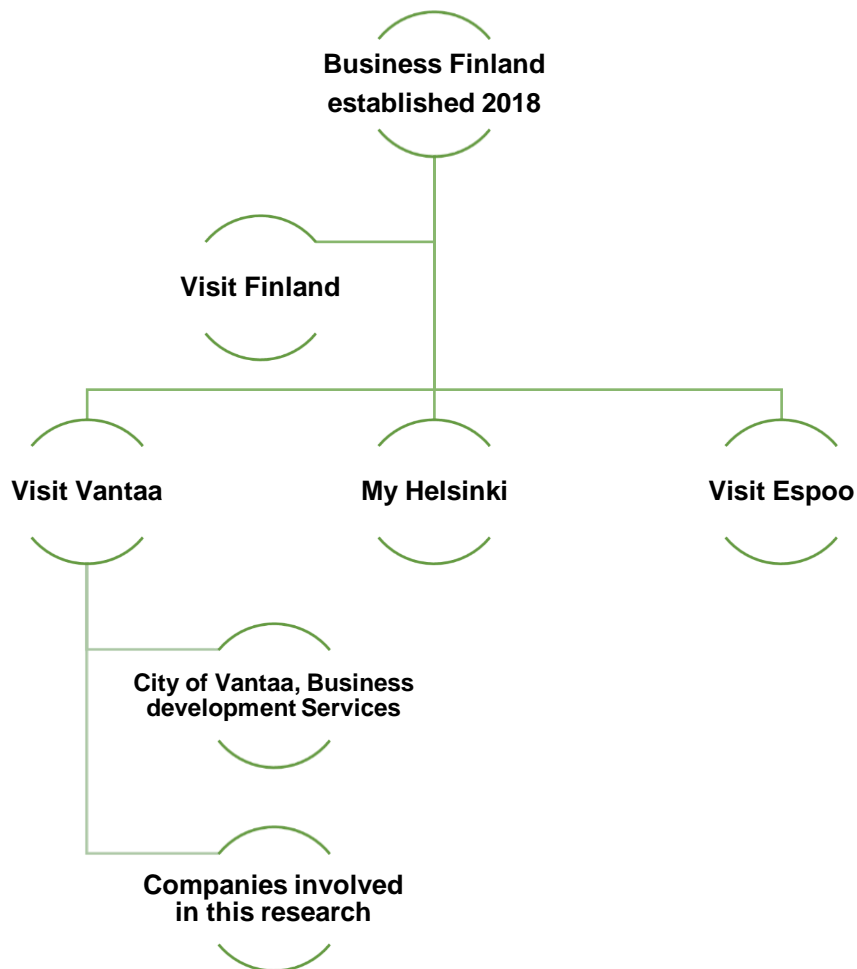 Business Finland
established 2018
Visit Finland
Visit Vantaa
My Helsinki
Visit Espoo
City of Vantaa, Business
development Services
Companies involved
in this research